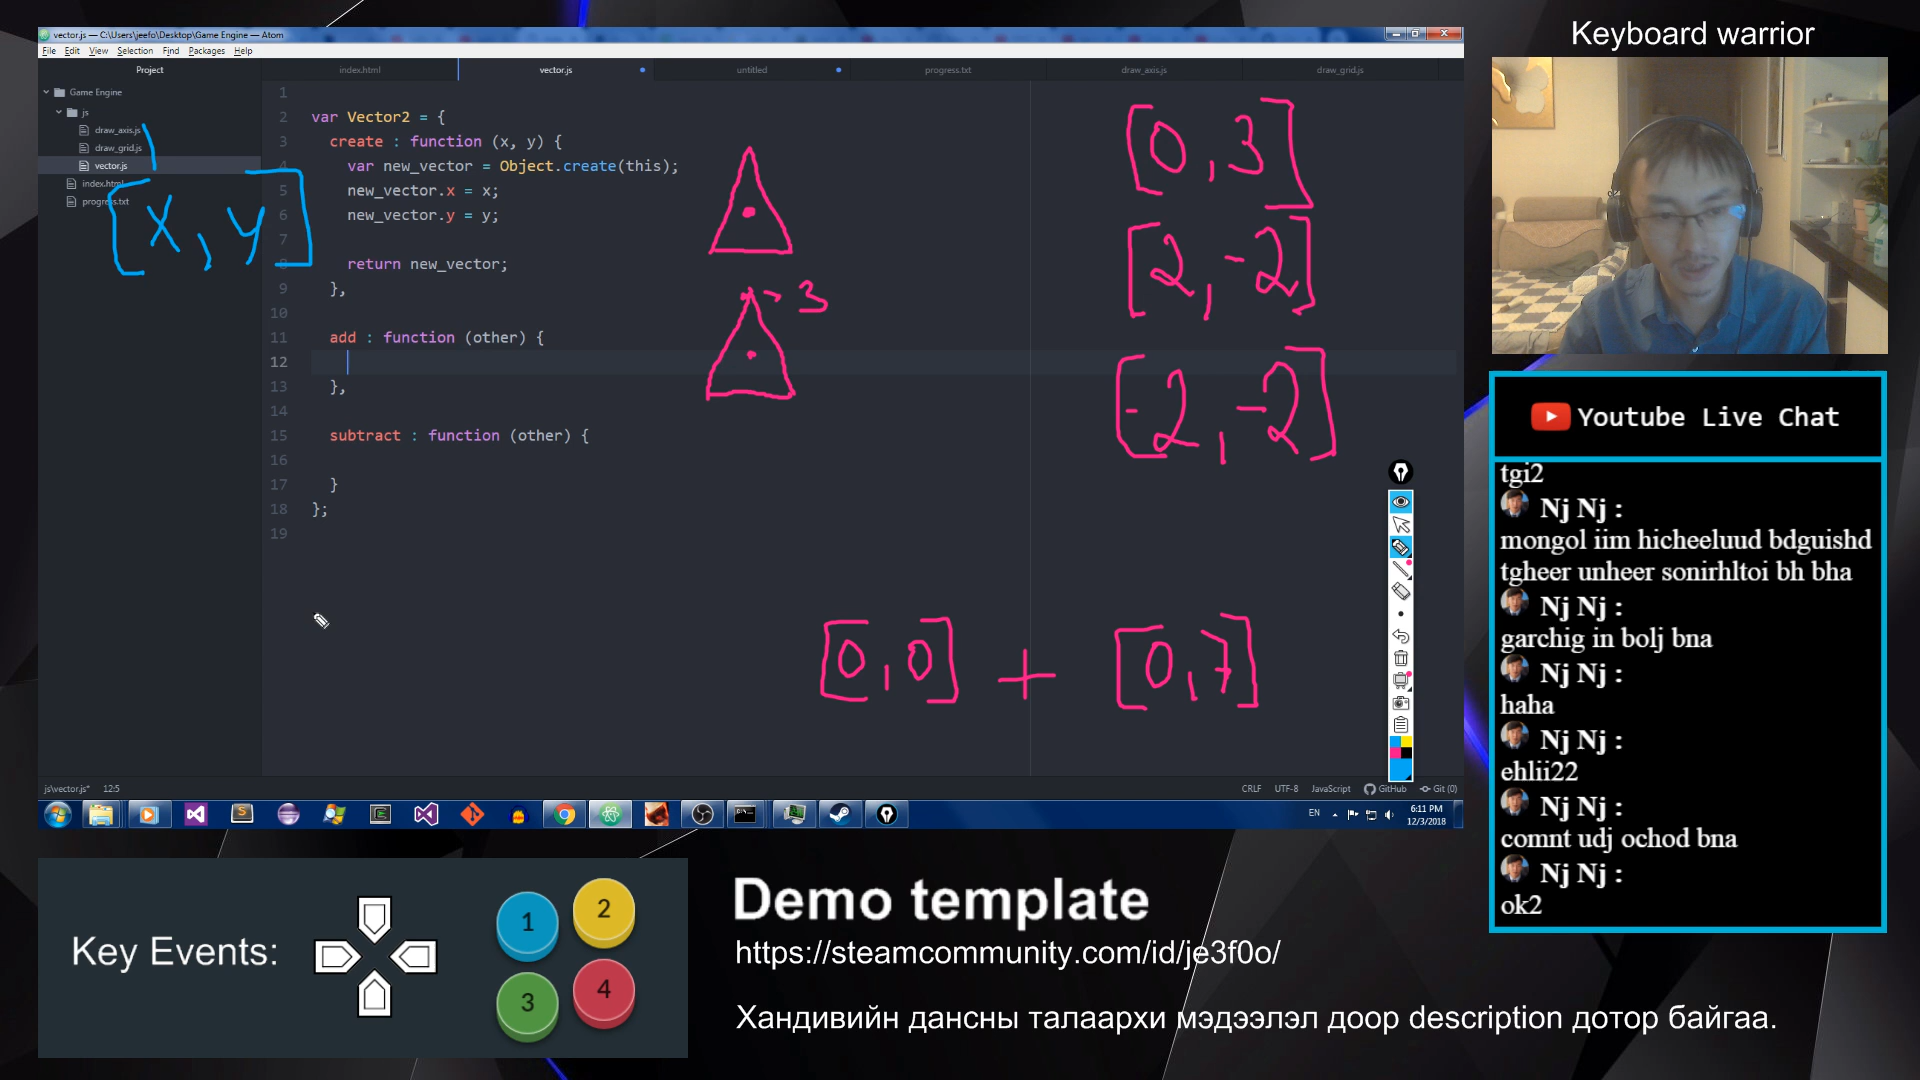 vector.js — C:\Users\jeefo\Desktop\Game Engine — Atom
File Edit View Selection Find Packages Help
Project
index.html
vector.js
untitled
progress.txt
draw_axis.js
draw_grid.js
Game Engine
js
draw_axis.js
draw_grid.js
vector.js
index.html
progress.txt
[x, y]
1
2 var Vector2 = {
3 create : function (x, y) {
4 var new_vector = Object.create(this);
5 new_vector.x = x;
6 new_vector.y = y;
7
8 return new_vector;
9 },
10
11 add : function (other) {
12
13 },
14
15 subtract : function (other) {
16
17 }
18 };
19
3
[0, 3]
[2, -2]
[-2, -2]
[0, 0] + [0, 7]
js\vector.js* 12:5
CRLF UTF-8 JavaScript GitHub Git (0)
EN
6:11 PM
12/3/2018
Keyboard warrior
Youtube Live Chat
tgi2
Nj Nj :
mongol iim hicheeluud bdguishd
tgheer unheer sonirhltoi bh bha
Nj Nj :
garchig in bolj bna
Nj Nj :
haha
Nj Nj :
ehlii22
Nj Nj :
comnt udj ochod bna
Nj Nj :
ok2
Key Events:
1
2
3
4
Demo template
https://steamcommunity.com/id/je3f0o/
Хандивийн дансны талаархи мэдээлэл доор description дотор байгаа.